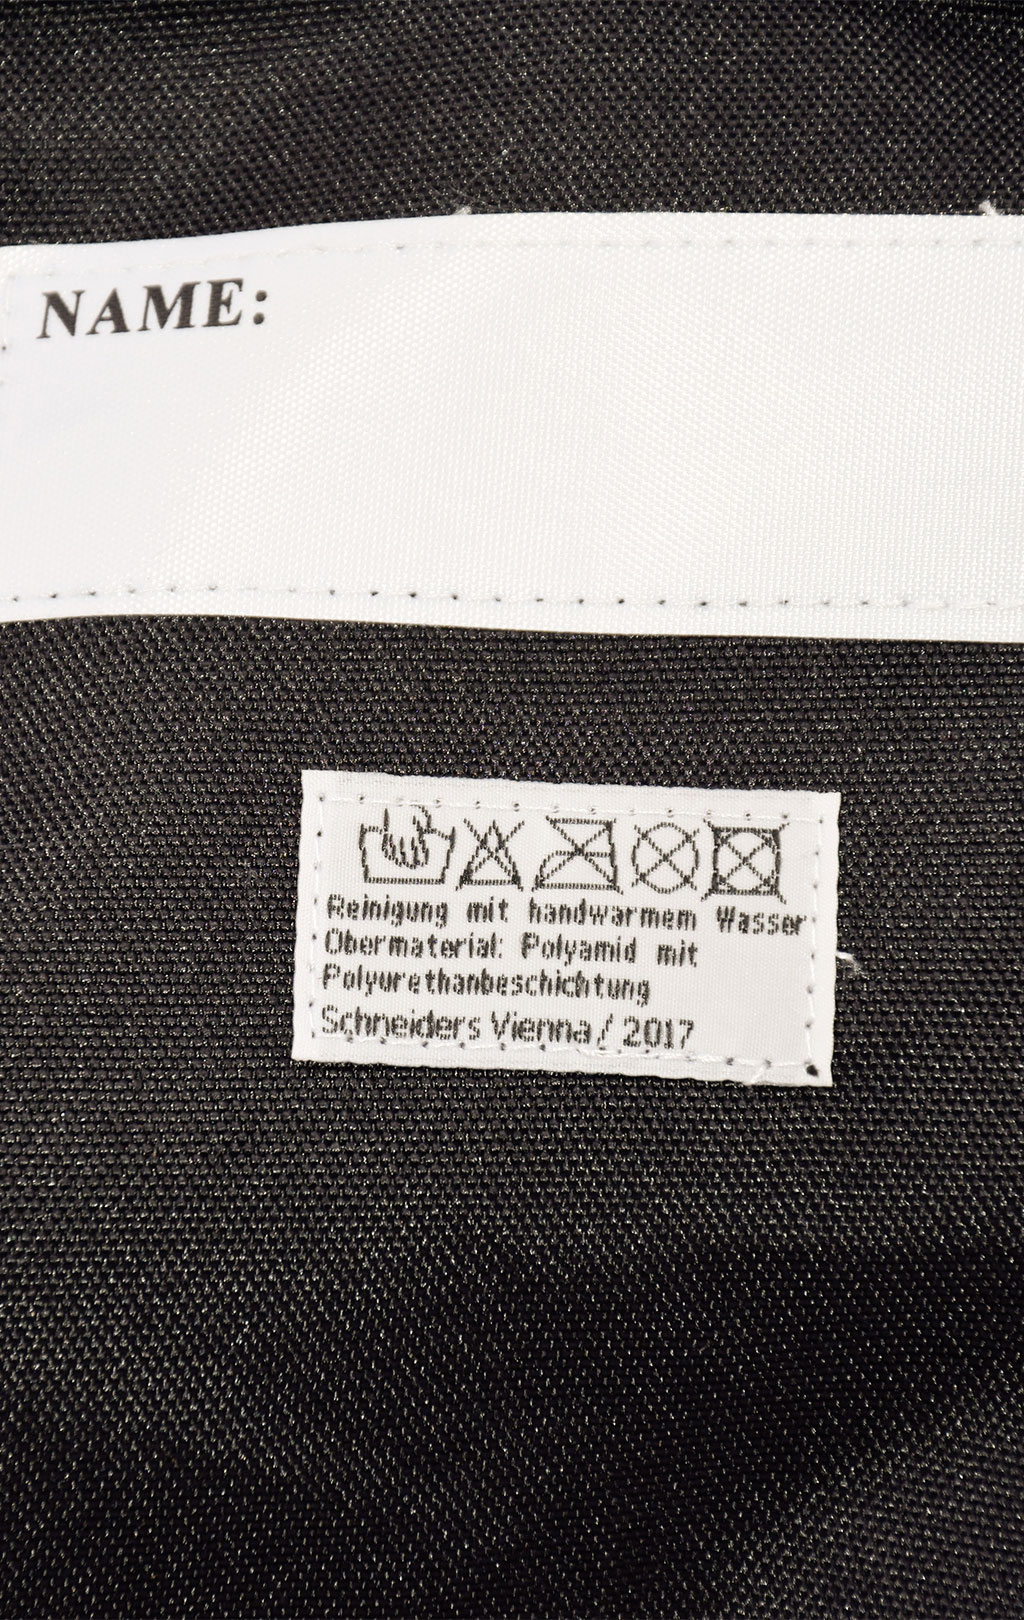 NAME:
Reinigung mit handwarmem Wasser
Obermaterial: Polyamid mit
Polyurethanbeschichtung
Schneiders Vienna / 2017